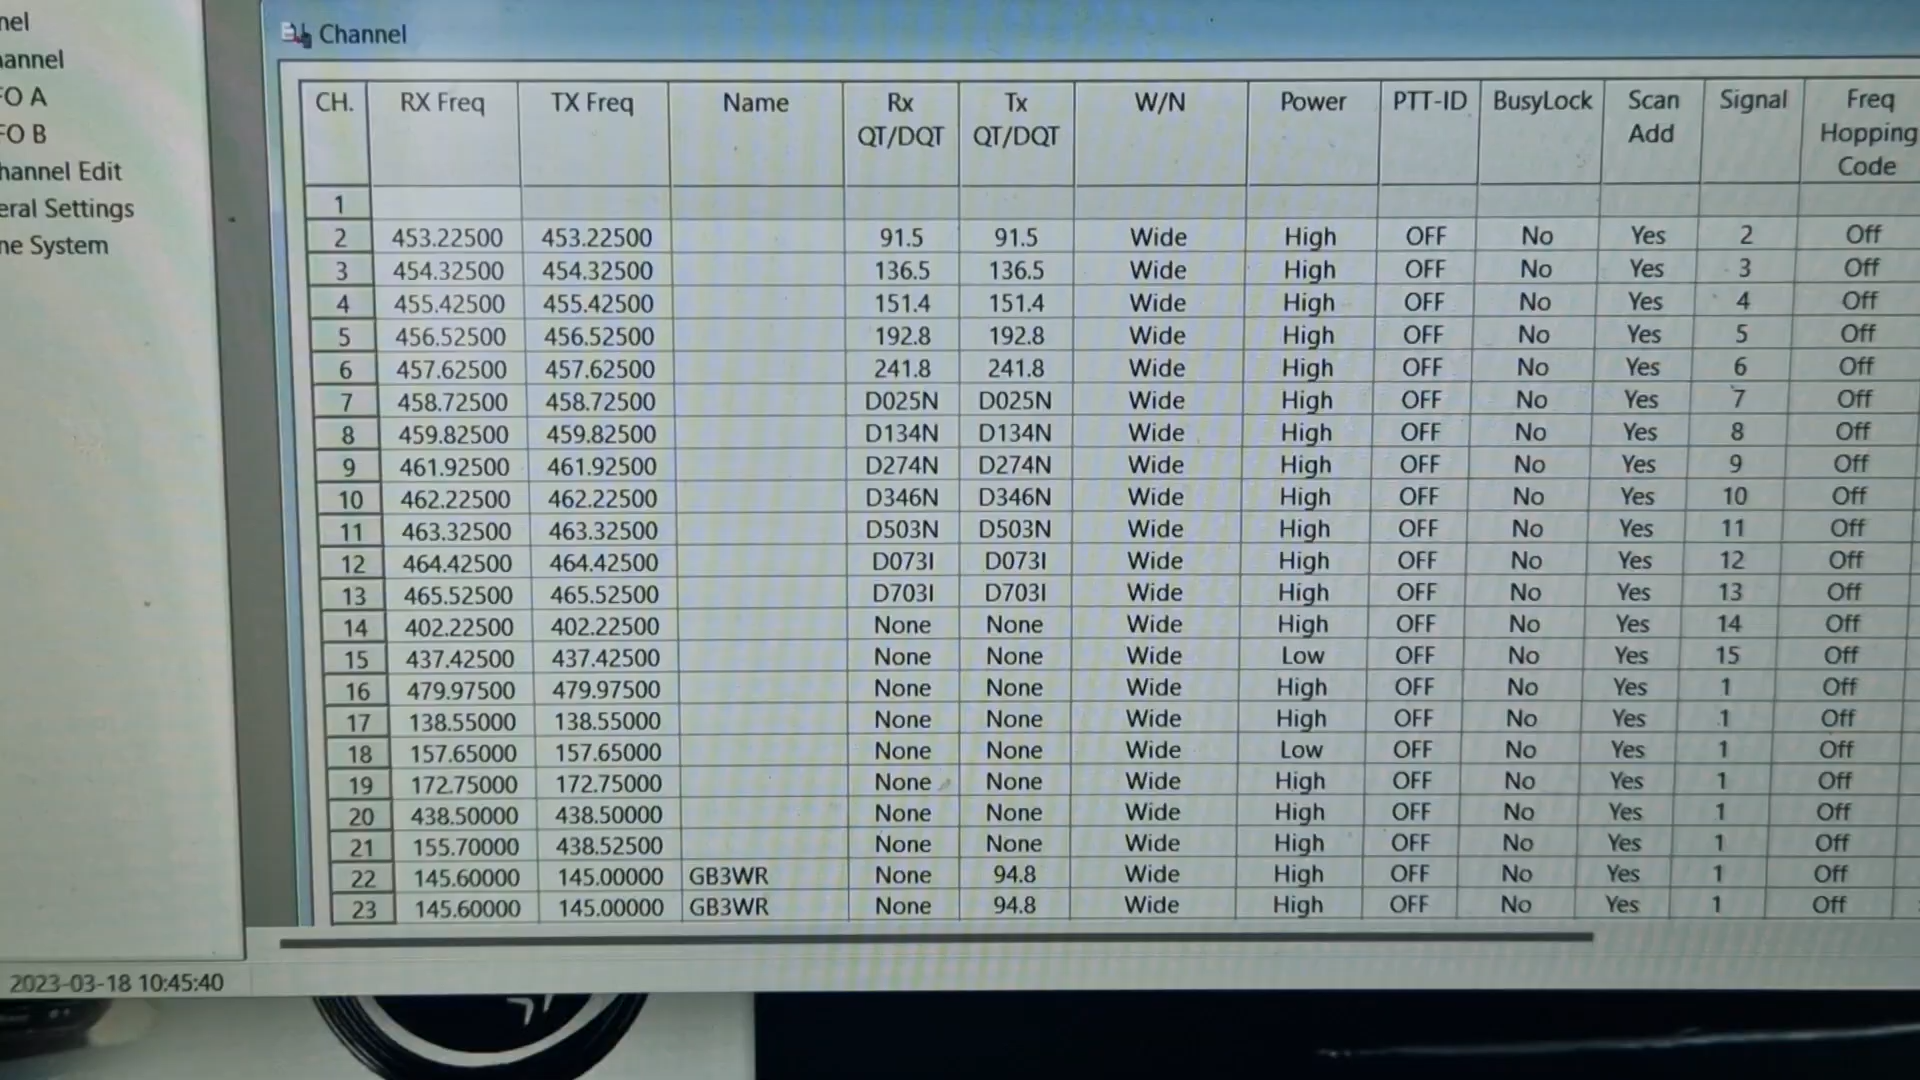 nel
Channel
hannel
FO A
FO B
hannel Edit
eral Settings
ne System
CH. RX Freq TX Freq Name Rx QT/DQT Tx QT/DQT W/N Power PTT-ID BusyLock Scan Add Signal Freq Hopping Code
1
2 453.22500 453.22500 91.5 91.5 Wide High OFF No Yes 2 Off
3 454.32500 454.32500 136.5 136.5 Wide High OFF No Yes 3 Off
4 455.42500 455.42500 151.4 151.4 Wide High OFF No Yes 4 Off
5 456.52500 456.52500 192.8 192.8 Wide High OFF No Yes 5 Off
6 457.62500 457.62500 241.8 241.8 Wide High OFF No Yes 6 Off
7 458.72500 458.72500 D025N D025N Wide High OFF No Yes 7 Off
8 459.82500 459.82500 D134N D134N Wide High OFF No Yes 8 Off
9 461.92500 461.92500 D274N D274N Wide High OFF No Yes 9 Off
10 462.22500 462.22500 D346N D346N Wide High OFF No Yes 10 Off
11 463.32500 463.32500 D503N D503N Wide High OFF No Yes 11 Off
12 464.42500 464.42500 D073I D073I Wide High OFF No Yes 12 Off
13 465.52500 465.52500 D703I D703I Wide High OFF No Yes 13 Off
14 402.22500 402.22500 None None Wide High OFF No Yes 14 Off
15 437.42500 437.42500 None None Wide Low OFF No Yes 15 Off
16 479.97500 479.97500 None None Wide High OFF No Yes 1 Off
17 138.55000 138.55000 None None Wide High OFF No Yes 1 Off
18 157.65000 157.65000 None None Wide Low OFF No Yes 1 Off
19 172.75000 172.75000 None None Wide High OFF No Yes 1 Off
20 438.50000 438.50000 None None Wide High OFF No Yes 1 Off
21 155.70000 438.52500 None None Wide High OFF No Yes 1 Off
22 145.60000 145.00000 GB3WR None 94.8 Wide High OFF No Yes 1 Off
23 145.60000 145.00000 GB3WR None 94.8 Wide High OFF No Yes 1 Off
2023-03-18 10:45:40